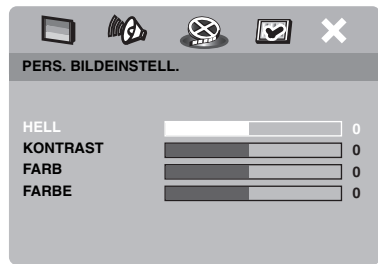 PERS. BILDEINSTELL.
HELL 0
KONTRAST 0
FARB 0
FARBE 0